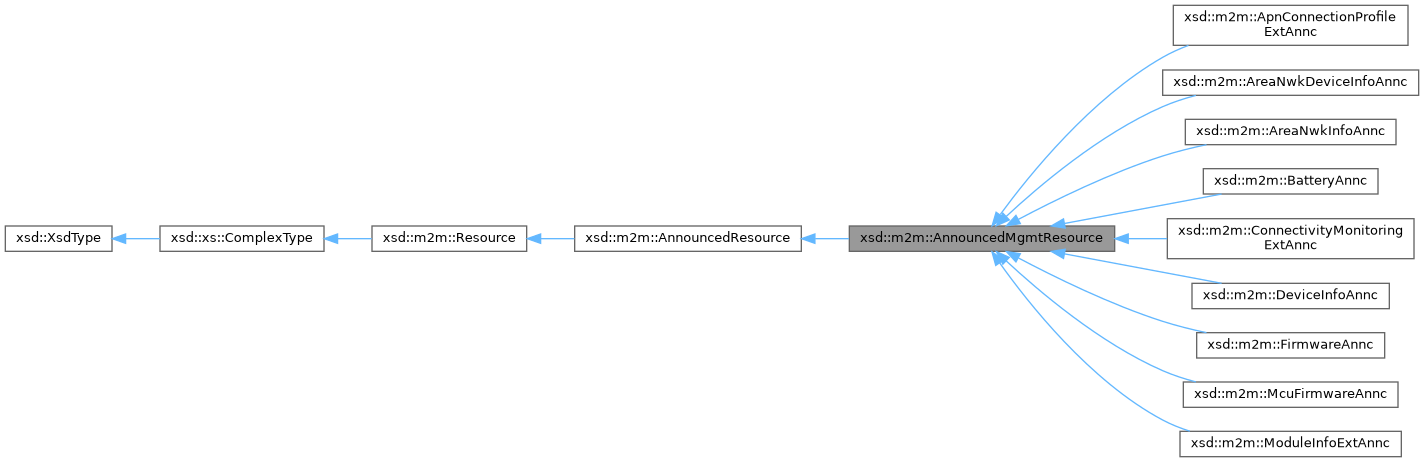 xsd::XsdType
xsd::xs::ComplexType
xsd::m2m::Resource
xsd::m2m::AnnouncedResource
xsd::m2m::AnnouncedMgmtResource
xsd::m2m::ApnConnectionProfile
ExtAnnc
xsd::m2m::AreaNwkDeviceInfoAnnc
xsd::m2m::AreaNwkInfoAnnc
xsd::m2m::BatteryAnnc
xsd::m2m::ConnectivityMonitoring
ExtAnnc
xsd::m2m::DeviceInfoAnnc
xsd::m2m::FirmwareAnnc
xsd::m2m::McuFirmwareAnnc
xsd::m2m::ModuleInfoExtAnnc